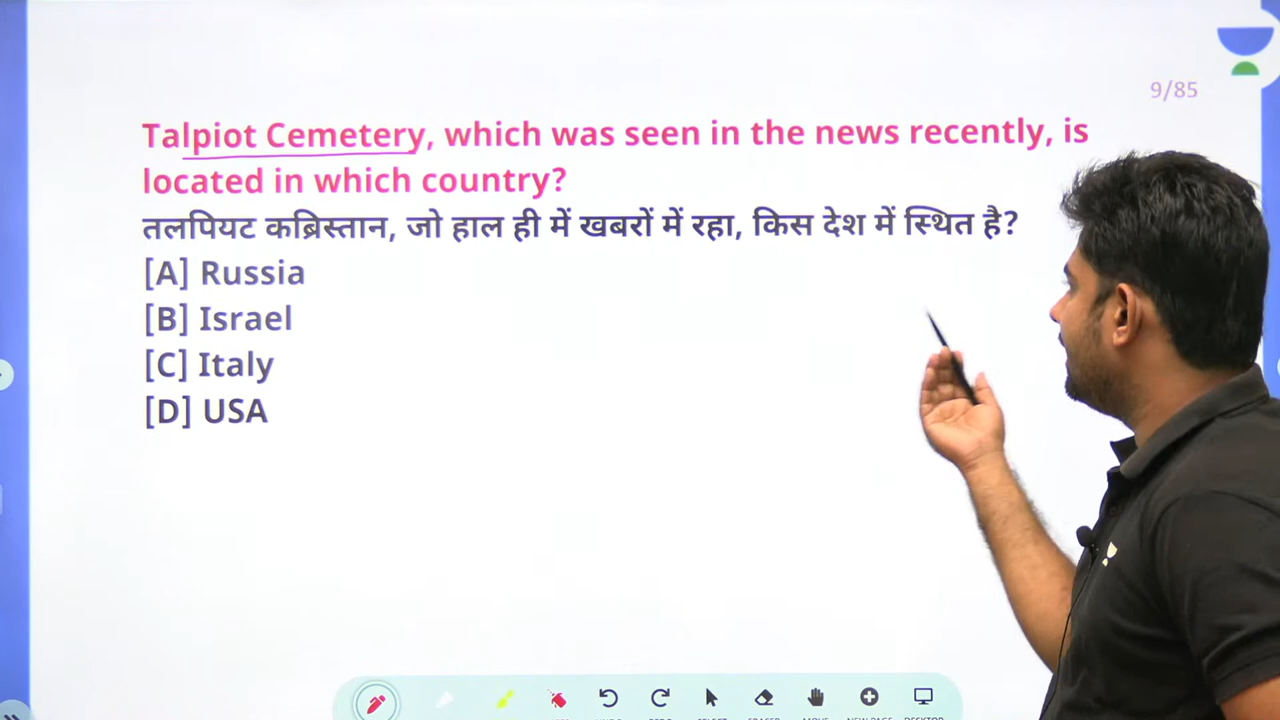 9/85
Talpiot Cemetery, which was seen in the news recently, is
located in which country?
तलपियट कब्रिस्तान, जो हाल ही में खबरों में रहा, किस देश में स्थित है?
[A] Russia
[B] Israel
[C] Italy
[D] USA